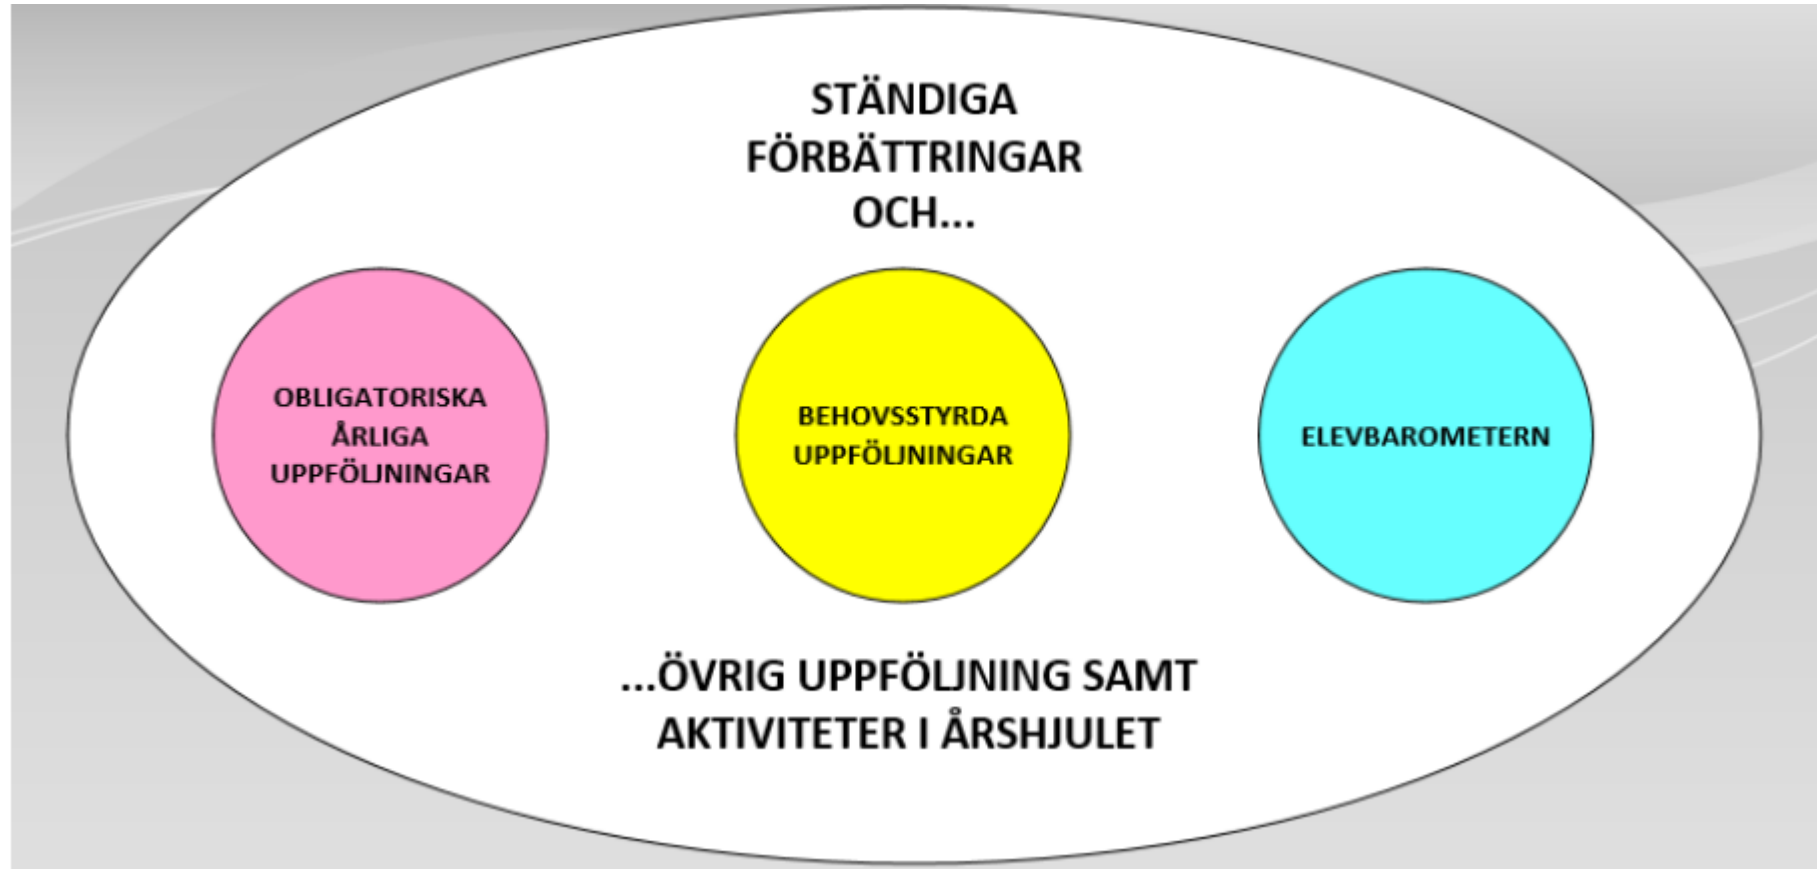 STÄNDIGA
FÖRBÄTTRINGAR
OCH...
OBLIGATORISKA
ÅRLIGA
UPPFÖLJNINGAR
BEHOVSSTYRDA
UPPFÖLJNINGAR
ELEVBAROMETERN
...ÖVRIG UPPFÖLJNING SAMT
AKTIVITETER I ÅRSHJULET